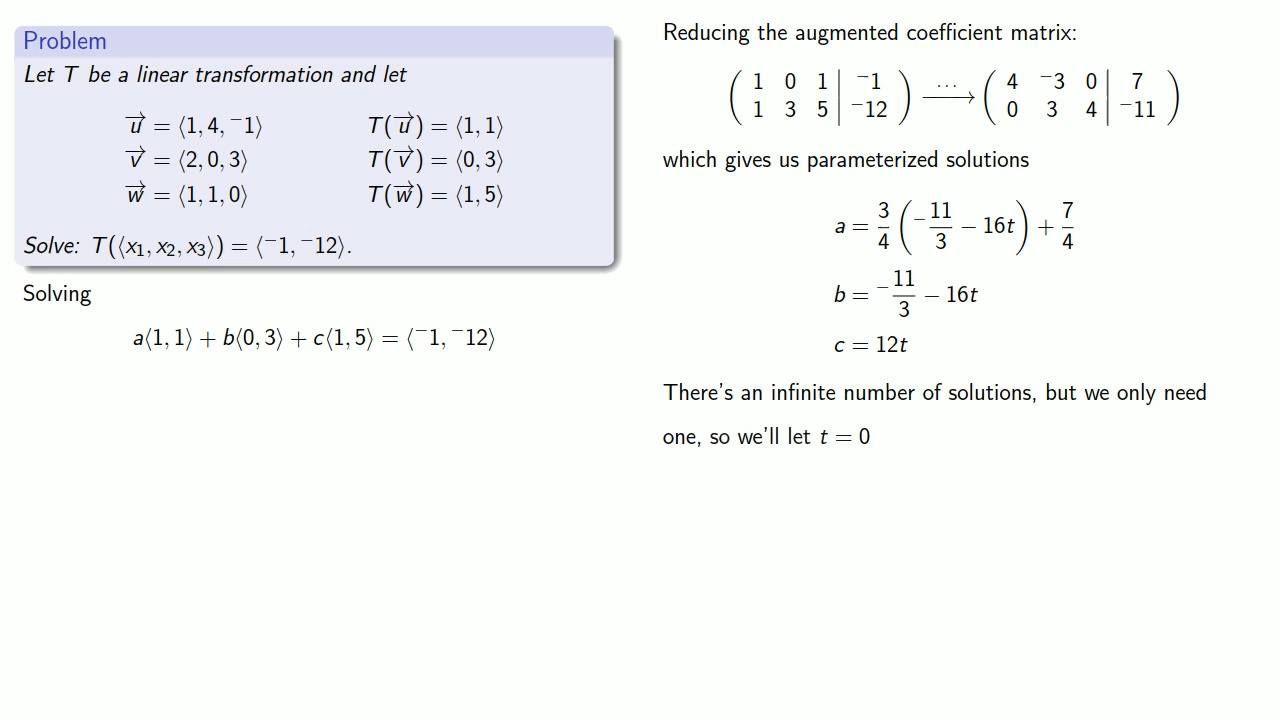 Problem
Let T be a linear transformation and let
u⃗ = ⟨1, 4, ⁻1⟩ T(u⃗) = ⟨1, 1⟩
v⃗ = ⟨2, 0, 3⟩ T(v⃗) = ⟨0, 3⟩
w⃗ = ⟨1, 1, 0⟩ T(w⃗) = ⟨1, 5⟩
Solve: T(⟨x₁, x₂, x₃⟩) = ⟨⁻1, ⁻12⟩.
Solving
a⟨1, 1⟩ + b⟨0, 3⟩ + c⟨1, 5⟩ = ⟨⁻1, ⁻12⟩
Reducing the augmented coefficient matrix:
( 1 0 1 | ⁻1 ) ⋯⟶ ( 4 ⁻3 0 | 7 )
( 1 3 5 | ⁻12 ) ( 0 3 4 | ⁻11 )
which gives us parameterized solutions
a = 3/4 (⁻11/3 − 16t) + 7/4
b = ⁻11/3 − 16t
c = 12t
There's an infinite number of solutions, but we only need
one, so we'll let t = 0